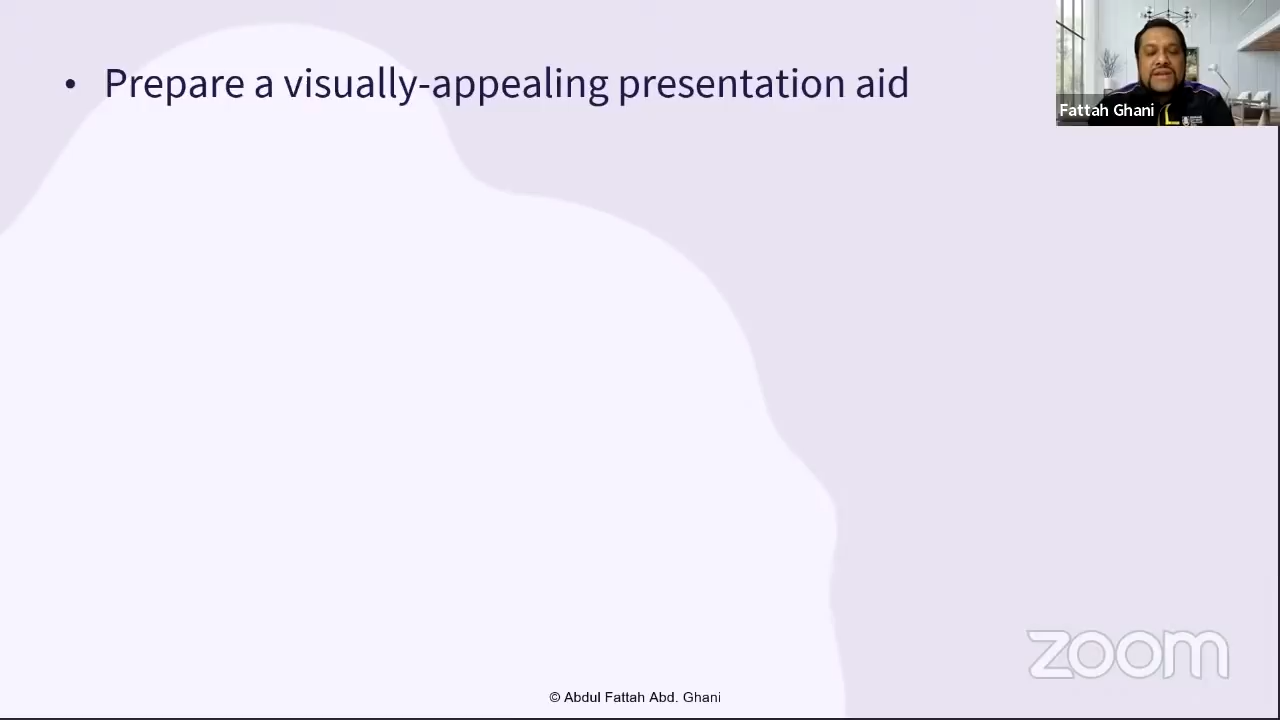 • Prepare a visually-appealing presentation aid
Fattah Ghani
zoom
© Abdul Fattah Abd. Ghani